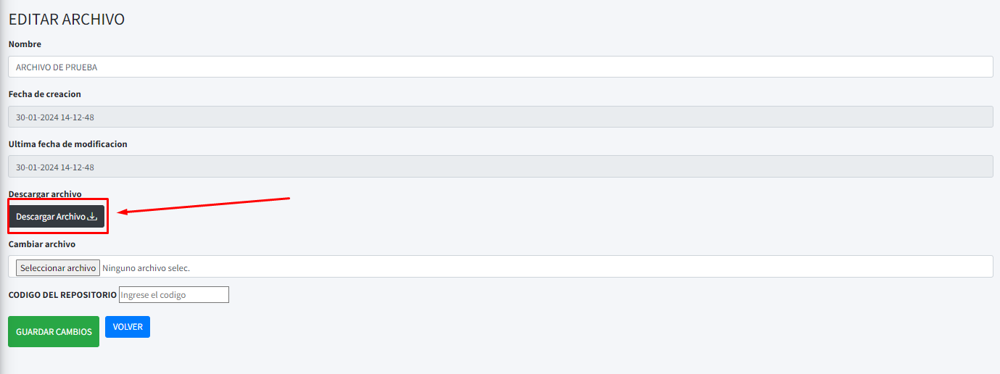 EDITAR ARCHIVO
Nombre
ARCHIVO DE PRUEBA
Fecha de creacion
30-01-2024 14-12-48
Ultima fecha de modificacion
30-01-2024 14-12-48
Descargar archivo
Descargar Archivo
Cambiar archivo
Seleccionar archivo Ninguno archivo selec.
CODIGO DEL REPOSITORIO Ingrese el codigo
GUARDAR CAMBIOS VOLVER